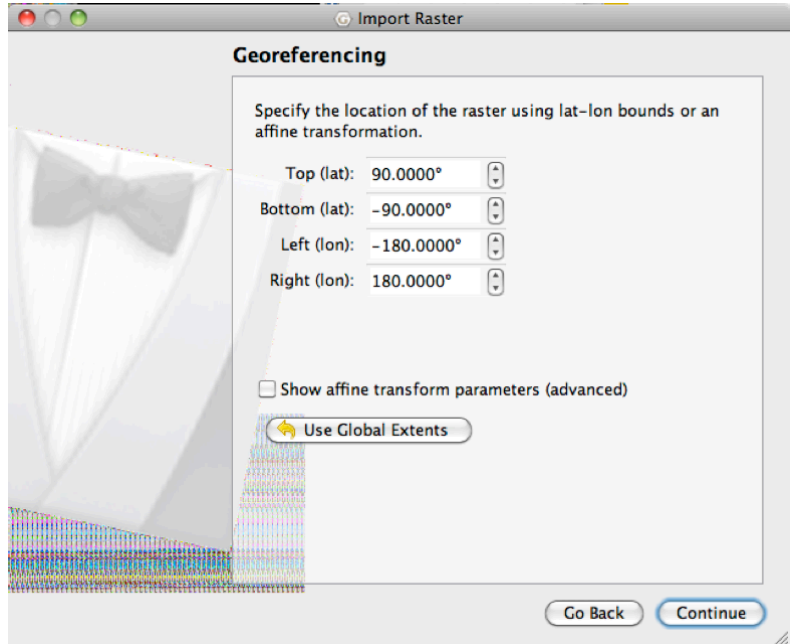 Import Raster
Georeferencing
Specify the location of the raster using lat-lon bounds or an
affine transformation.
Top (lat): 90.0000°
Bottom (lat): -90.0000°
Left (lon): -180.0000°
Right (lon): 180.0000°
Show affine transform parameters (advanced)
Use Global Extents
Go Back Continue